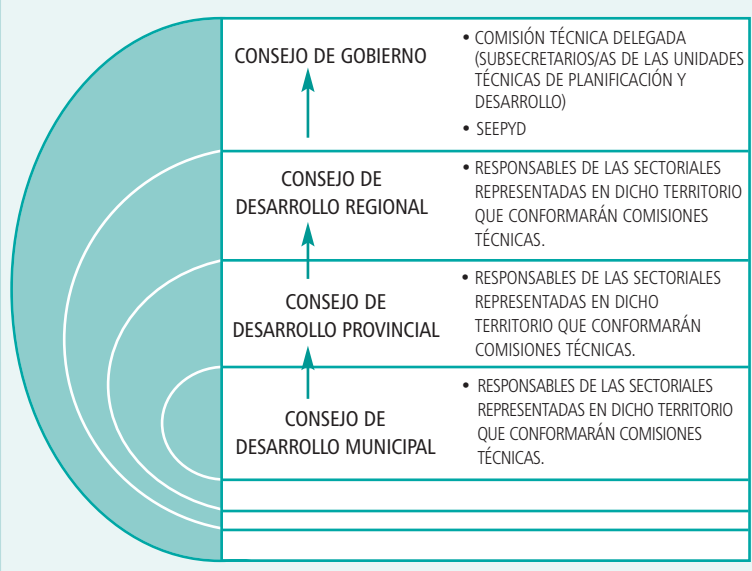 CONSEJO DE GOBIERNO
• COMISIÓN TÉCNICA DELEGADA
(SUBSECRETARIOS/AS DE LAS UNIDADES
TÉCNICAS DE PLANIFICACIÓN Y
DESARROLLO)
• SEEPYD
CONSEJO DE
DESARROLLO REGIONAL
• RESPONSABLES DE LAS SECTORIALES
REPRESENTADAS EN DICHO TERRITORIO
QUE CONFORMARÁN COMISIONES
TÉCNICAS.
CONSEJO DE
DESARROLLO PROVINCIAL
• RESPONSABLES DE LAS SECTORIALES
REPRESENTADAS EN DICHO
TERRITORIO QUE CONFORMARÁN
COMISIONES TÉCNICAS.
CONSEJO DE
DESARROLLO MUNICIPAL
• RESPONSABLES DE LAS SECTORIALES
REPRESENTADAS EN DICHO TERRITORIO
QUE CONFORMARÁN COMISIONES
TÉCNICAS.